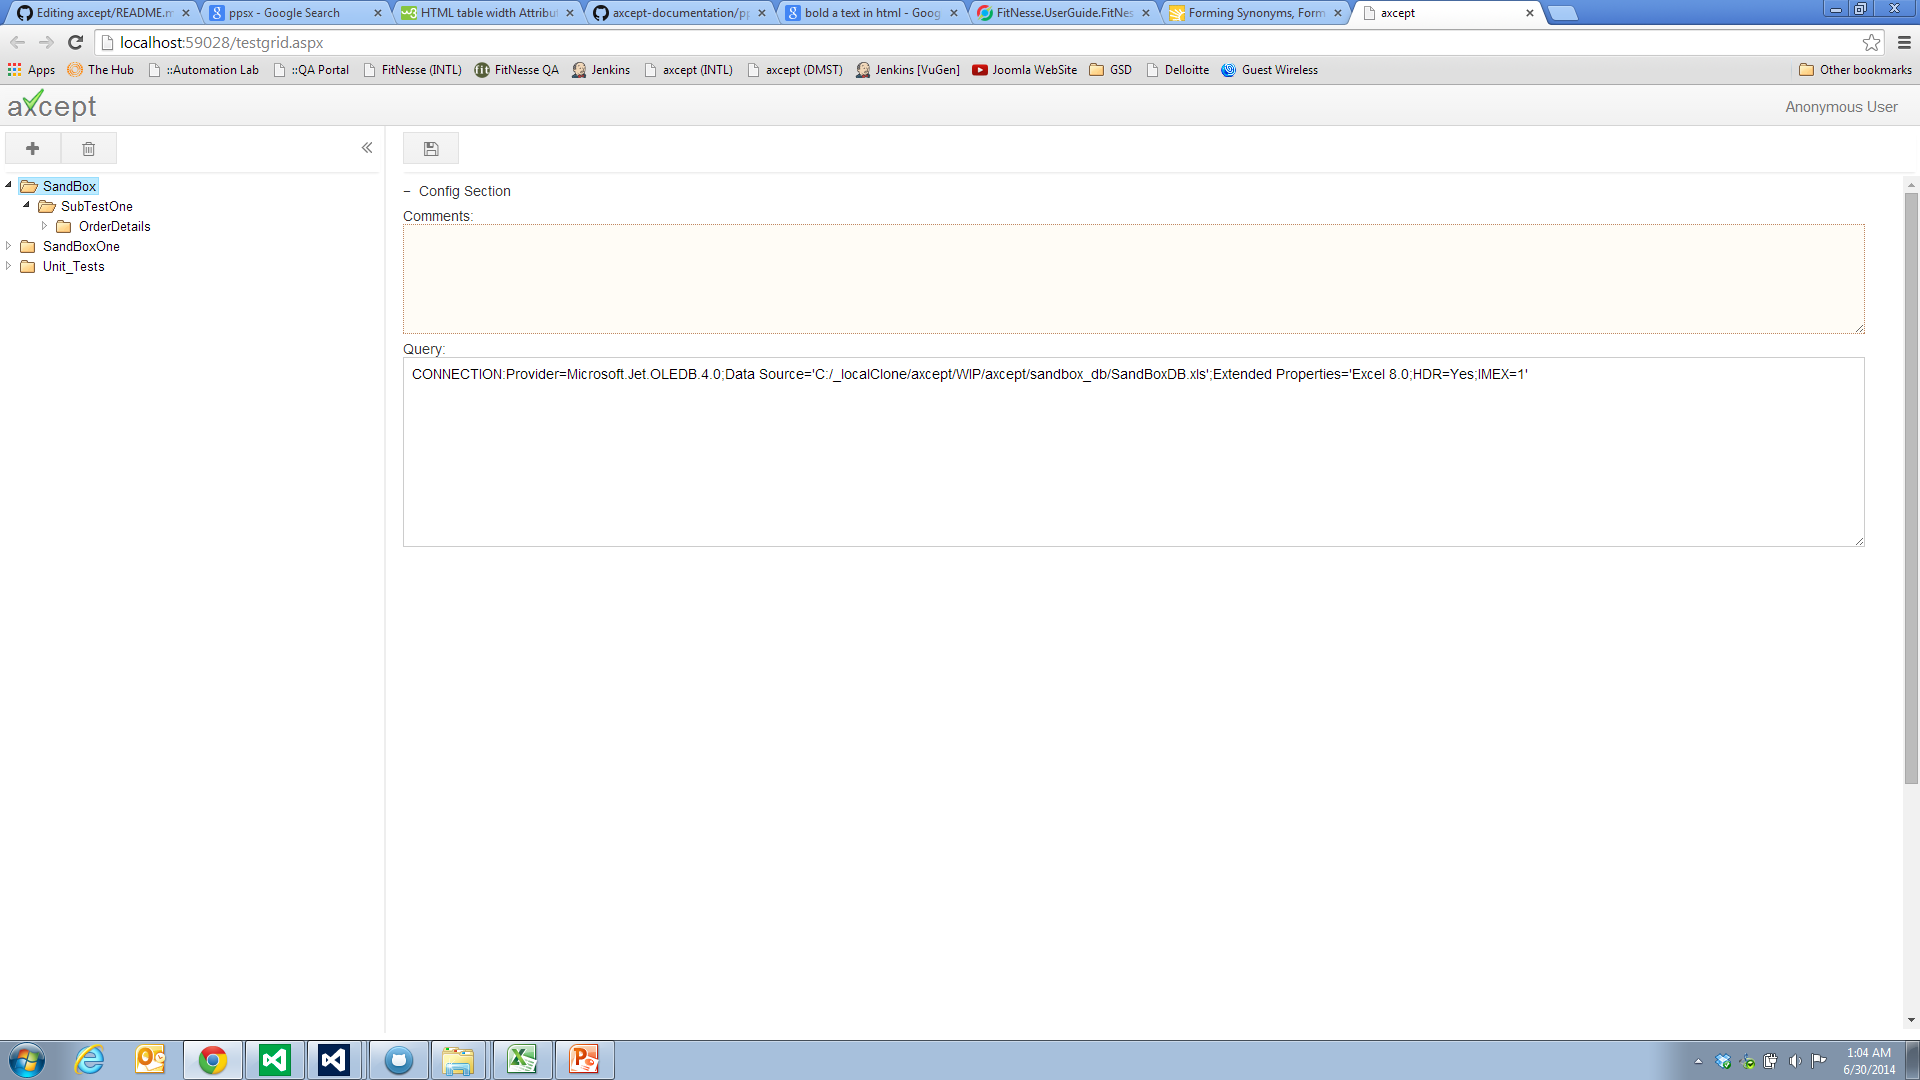 Editing axcept/README.m
ppsx - Google Search
HTML table width Attribut
axcept-documentation/pp
bold a text in html - Goog
FitNesse.UserGuide.FitNes
Forming Synonyms, Form
axcept
localhost:59028/testgrid.aspx
Apps
The Hub
::Automation Lab
::QA Portal
FitNesse (INTL)
FitNesse QA
Jenkins
axcept (INTL)
axcept (DMST)
Jenkins [VuGen]
Joomla WebSite
GSD
Delloitte
Guest Wireless
Other bookmarks
axcept
Anonymous User
SandBox
SubTestOne
OrderDetails
SandBoxOne
Unit_Tests
Config Section
Comments:
Query:
CONNECTION:Provider=Microsoft.Jet.OLEDB.4.0;Data Source='C:/_localClone/axcept/WIP/axcept/sandbox_db/SandBoxDB.xls';Extended Properties='Excel 8.0;HDR=Yes;IMEX=1'
1:04 AM
6/30/2014